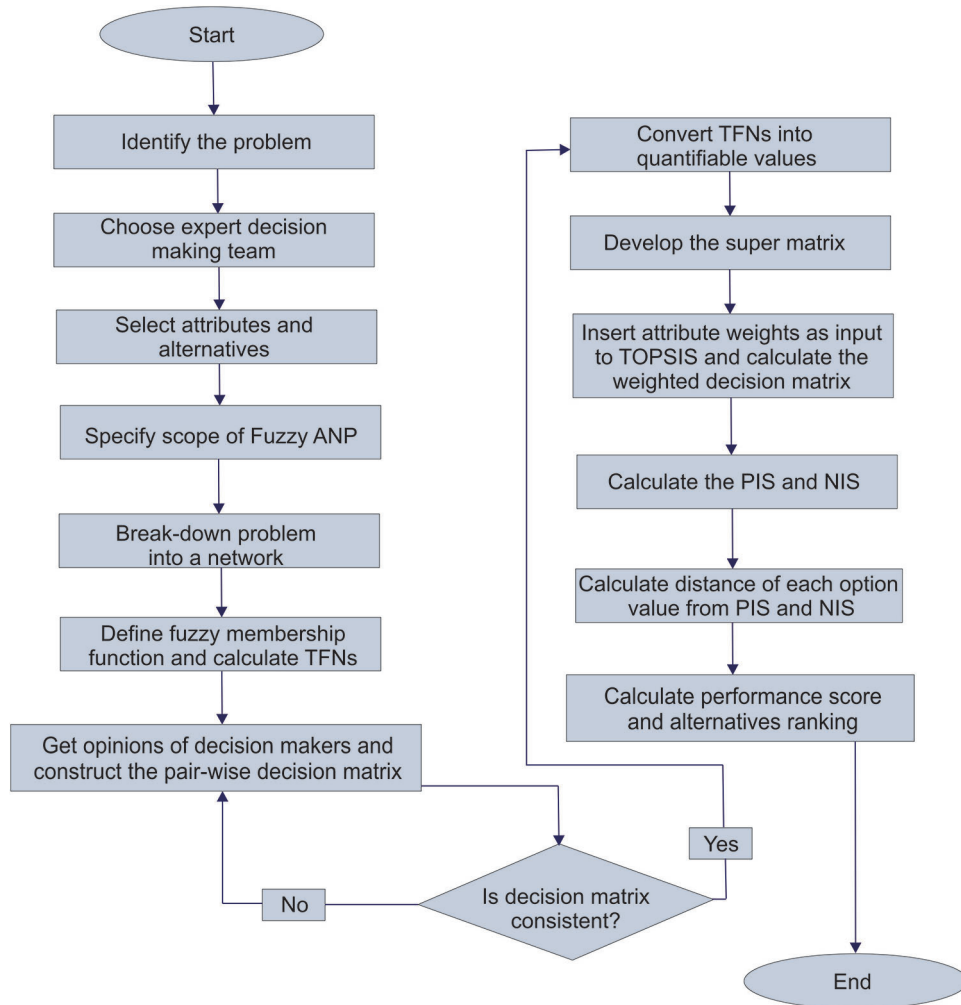 Start
Identify the problem
Choose expert decision
making team
Select attributes and
alternatives
Specify scope of Fuzzy ANP
Break-down problem
into a network
Define fuzzy membership
function and calculate TFNs
Get opinions of decision makers and
construct the pair-wise decision matrix
Is decision matrix
consistent?
No
Yes
Convert TFNs into
quantifiable values
Develop the super matrix
Insert attribute weights as input
to TOPSIS and calculate the
weighted decision matrix
Calculate the PIS and NIS
Calculate distance of each option
value from PIS and NIS
Calculate performance score
and alternatives ranking
End